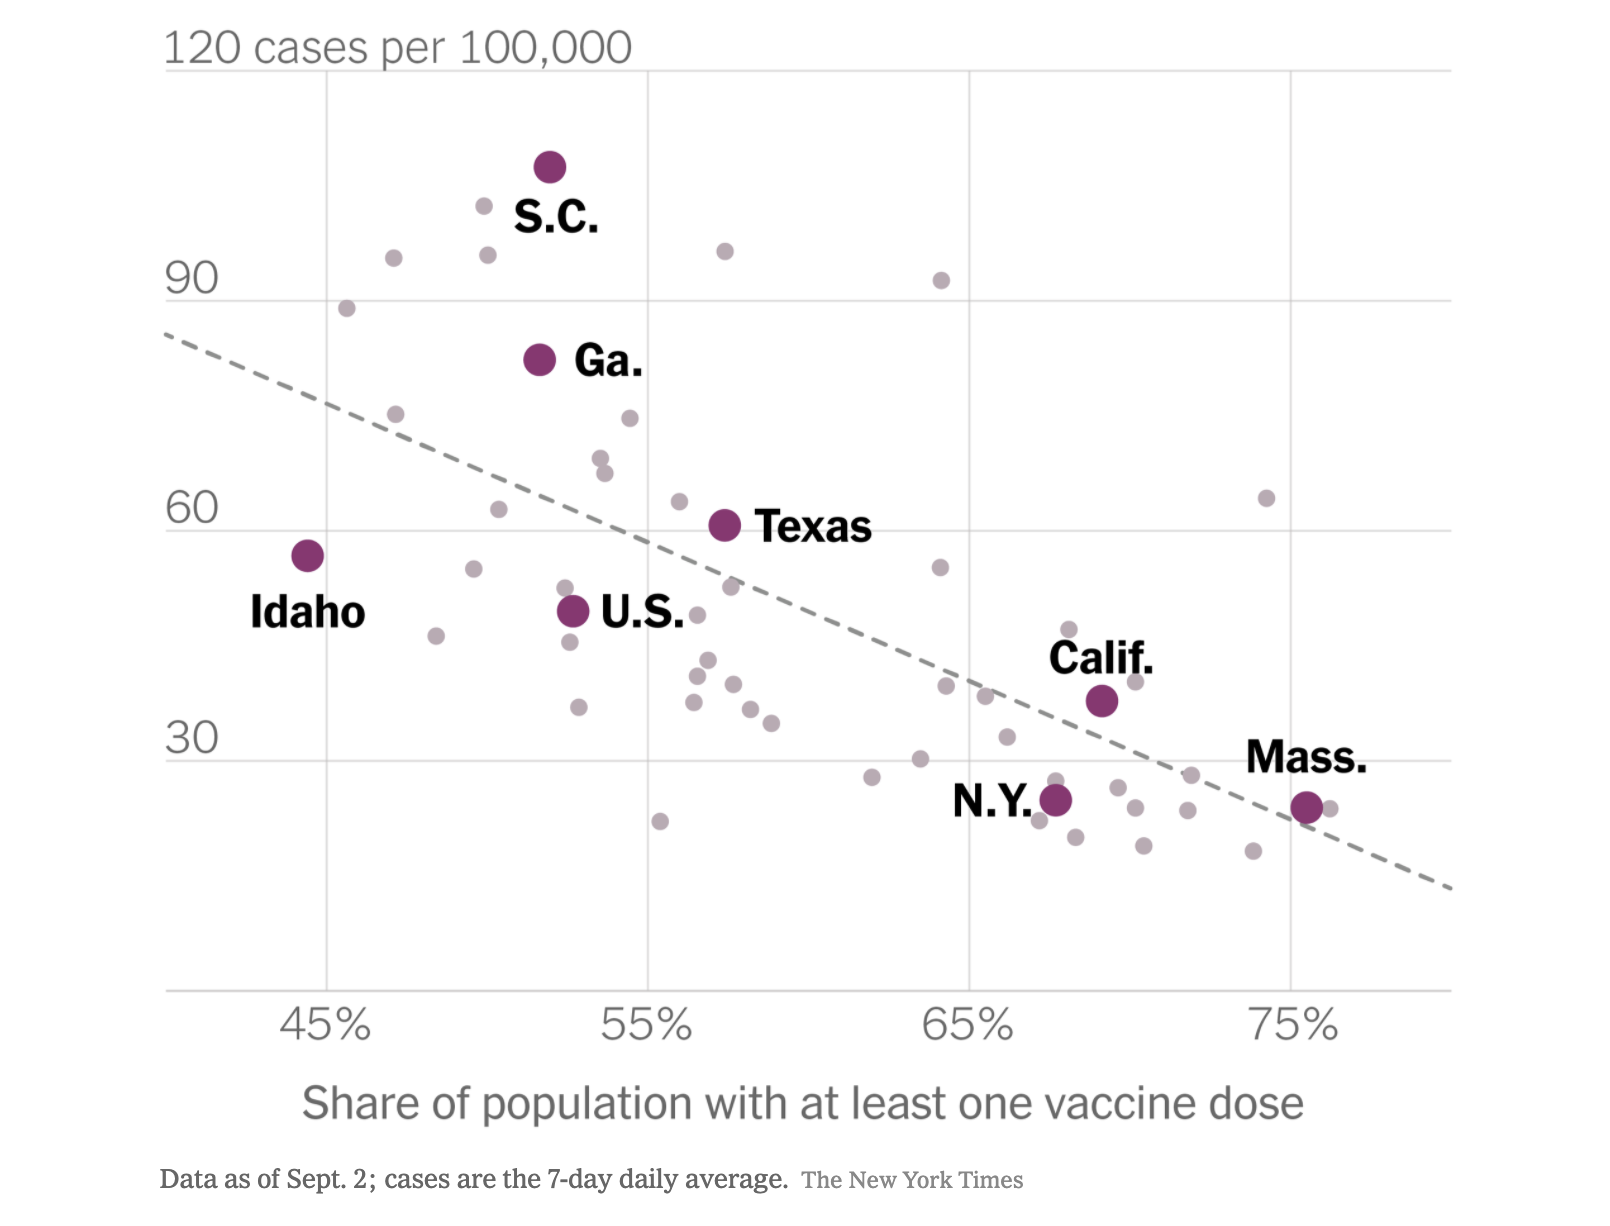 120 cases per 100,000
S.C.
90
Ga.
60
Texas
Idaho
U.S.
Calif.
30
Mass.
N.Y.
45% 55% 65% 75%
Share of population with at least one vaccine dose
Data as of Sept. 2; cases are the 7-day daily average. The New York Times